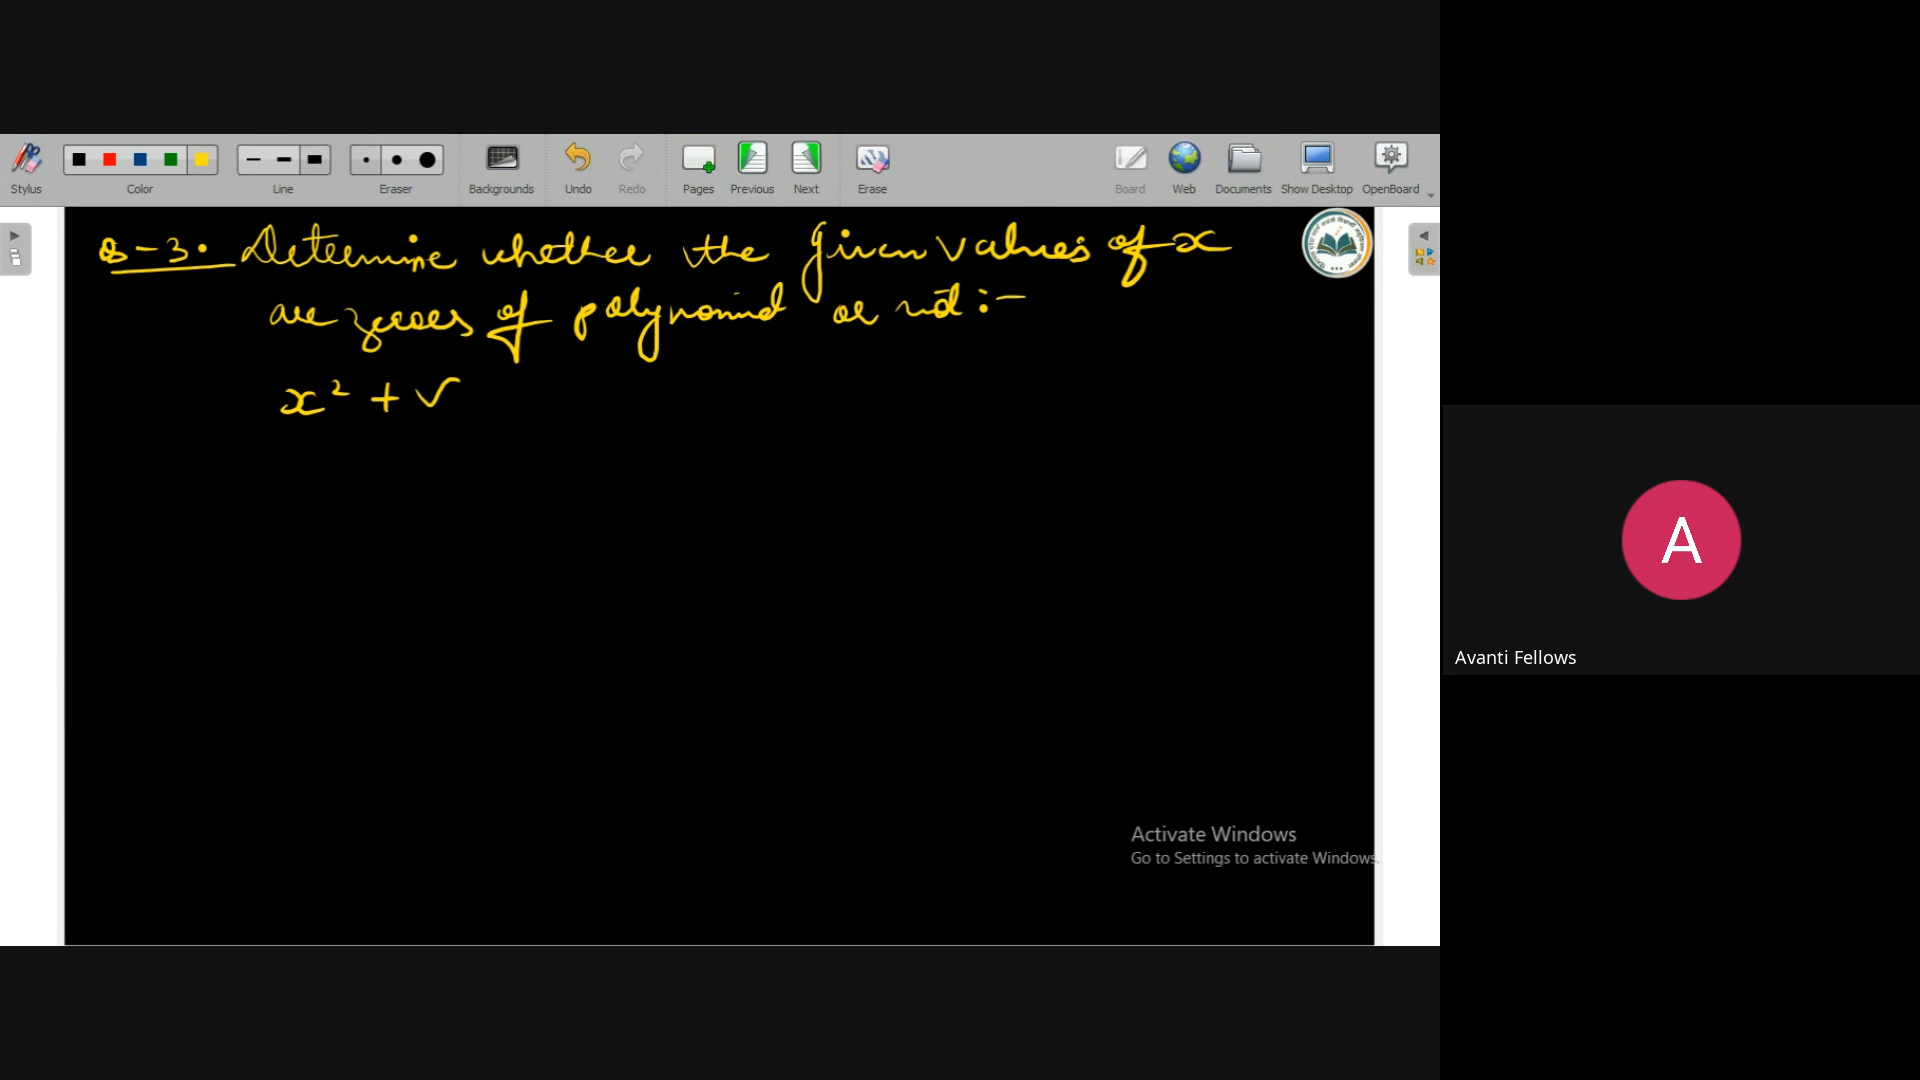 Stylus Color Line Eraser Backgrounds Undo Redo Pages Previous Next Erase Board Web Documents Show Desktop OpenBoard
Q-3. Determine whether the given values of x
are zeroes of polynomial or not :-
x² + √
A
Avanti Fellows
Activate Windows
Go to Settings to activate Windows.